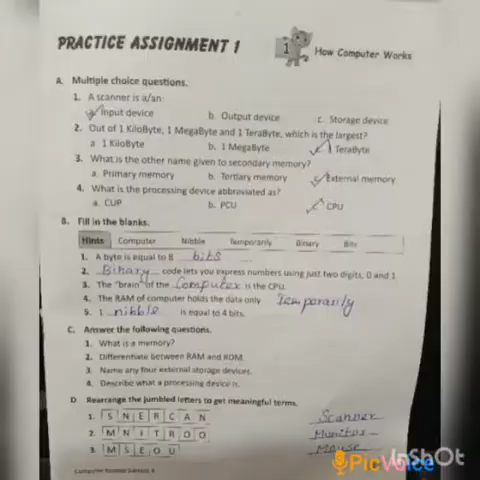 PRACTICE ASSIGNMENT 1
1
How Computer Works
A. Multiple choice questions.
1. A scanner is a/an:
a. Input device b. Output device c. Storage device
2. Out of 1 KiloByte, 1 MegaByte and 1 TeraByte, which is the largest?
a 1 KiloByte b. 1 MegaByte c. 1 TeraByte
3. What is the other name given to secondary memory?
a. Primary memory b. Tertiary memory c. External memory
4. What is the processing device abbreviated as?
a. CUP b. PCU c. CPU
B. Fill in the blanks.
Hints Computer Nibble Temporarily Binary Bits
1. A byte is equal to 8 bits.
2. Binary code lets you express numbers using just two digits, 0 and 1
3. The "brain" of the Computer is the CPU.
4. The RAM of computer holds the data only Temporarily
5. 1 nibble is equal to 4 bits.
C. Answer the following questions.
1. What is a memory?
2. Differentiate between RAM and ROM.
3. Name any four external storage devices.
4. Describe what a processing device is.
D. Rearrange the jumbled letters to get meaningful terms.
1. S N E R C A N Scanner
2. M N I T R O O Monitor
3. M S E O U Mouse
InShOt
PicVoice